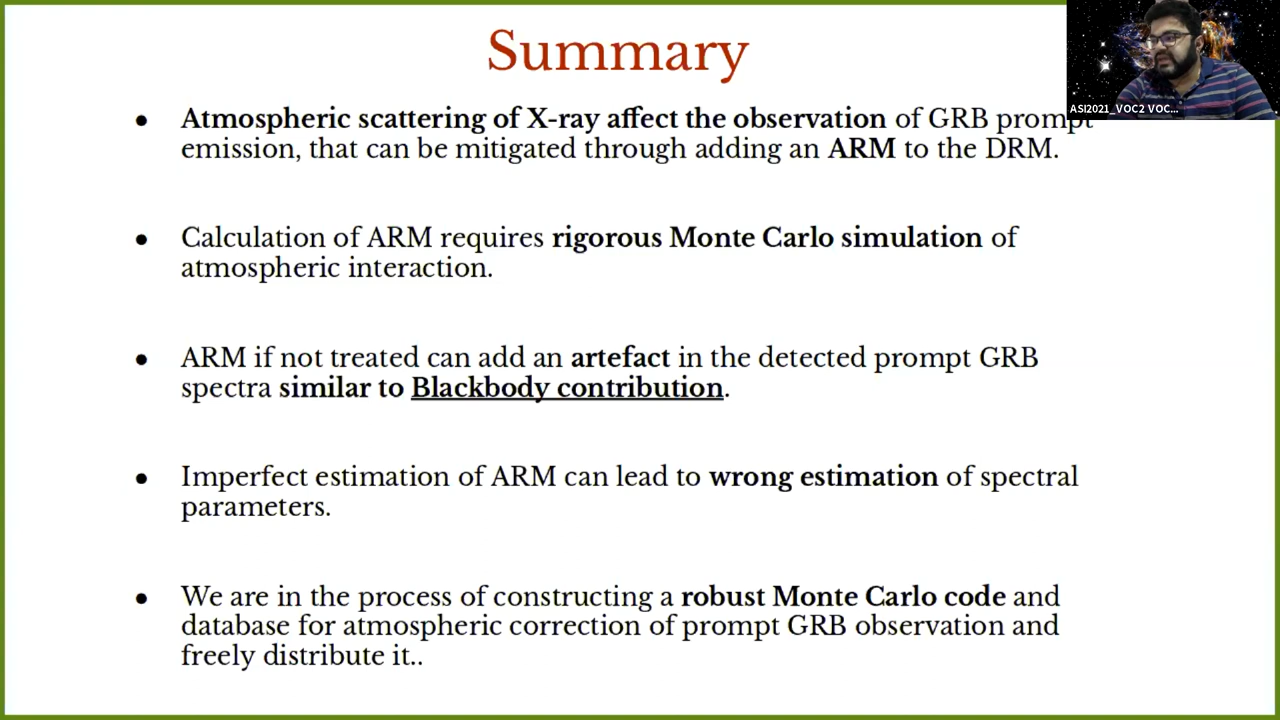 Summary
● Atmospheric scattering of X-ray affect the observation of GRB prompt
emission, that can be mitigated through adding an ARM to the DRM.
● Calculation of ARM requires rigorous Monte Carlo simulation of
atmospheric interaction.
● ARM if not treated can add an artefact in the detected prompt GRB
spectra similar to Blackbody contribution.
● Imperfect estimation of ARM can lead to wrong estimation of spectral
parameters.
● We are in the process of constructing a robust Monte Carlo code and
database for atmospheric correction of prompt GRB observation and
freely distribute it..
ASI2021_VOC2 VOC...